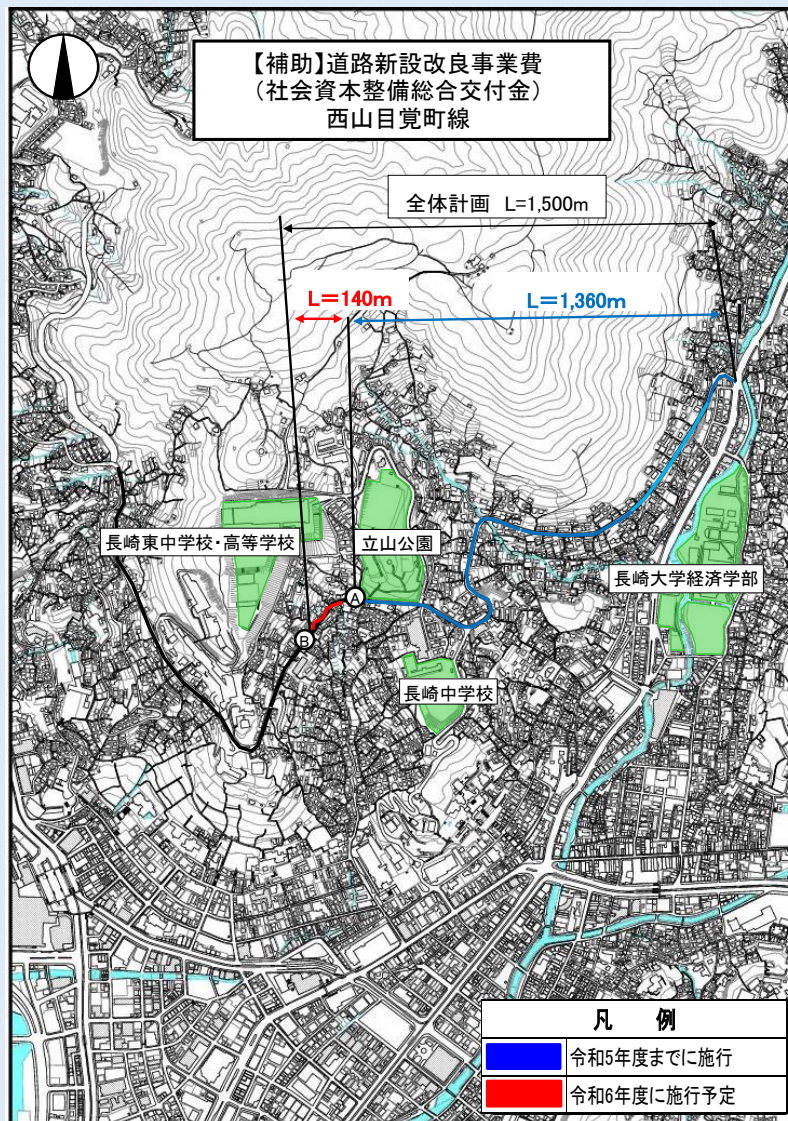 【補助】道路新設改良事業費
（社会資本整備総合交付金）
西山目覚町線
全体計画 L=1,500m
L=140m
L=1,360m
長崎東中学校・高等学校
立山公園
長崎大学経済学部
A
B
長崎中学校
凡　例
令和5年度までに施行
令和6年度に施行予定